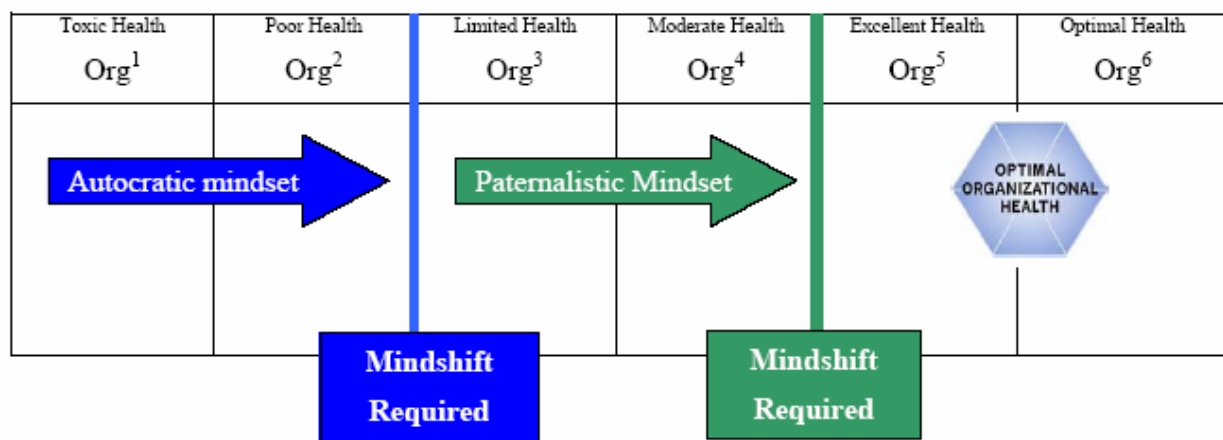 Toxic Health
Poor Health
Limited Health
Moderate Health
Excellent Health
Optimal Health
Org¹
Org²
Org³
Org⁴
Org⁵
Org⁶
Autocratic mindset
Paternalistic Mindset
OPTIMAL
ORGANIZATIONAL
HEALTH
Mindshift
Required
Mindshift
Required